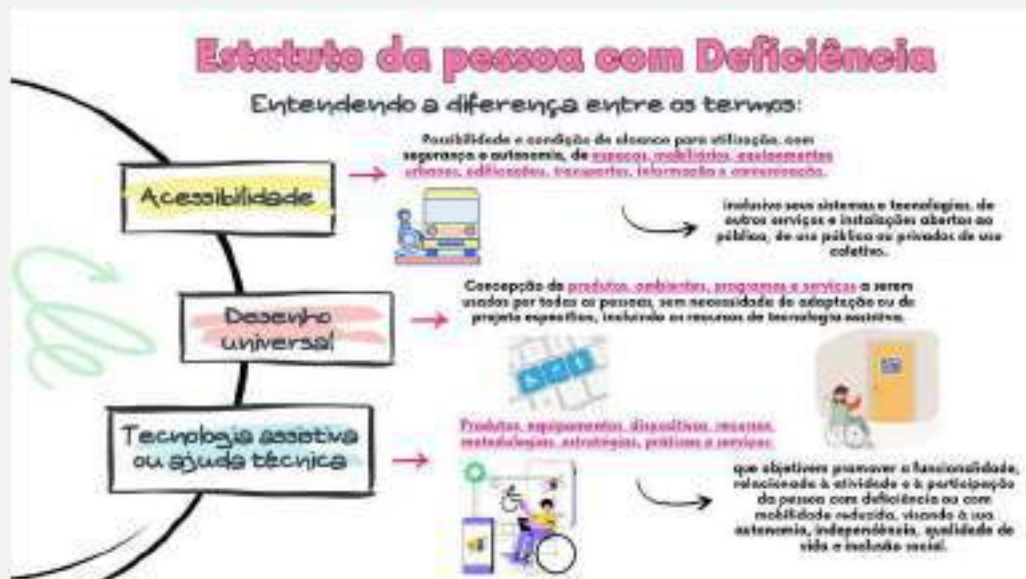 Estatuto da pessoa com Deficiência
Entendendo a diferença entre os termos:
Acessibilidade
Possibilidade e condição de alcance para utilização, com
segurança e autonomia, de espaços, mobiliários, equipamentos
urbanos, edificações, transportes, informação e comunicação,
inclusive seus sistemas e tecnologias, de
outros serviços e instalações abertos ao
público, de uso público ou privados de uso
coletivo.
Desenho
universal
Concepção de produtos, ambientes, programas e serviços a serem
usados por todas as pessoas, sem necessidade de adaptação ou de
projeto específico, incluindo os recursos de tecnologia assistiva.
Tecnologia assistiva
ou ajuda técnica
Produtos, equipamentos, dispositivos, recursos,
metodologias, estratégias, práticas e serviços
que objetivem promover a funcionalidade,
relacionada à atividade e à participação
da pessoa com deficiência ou com
mobilidade reduzida, visando à sua
autonomia, independência, qualidade de
vida e inclusão social.